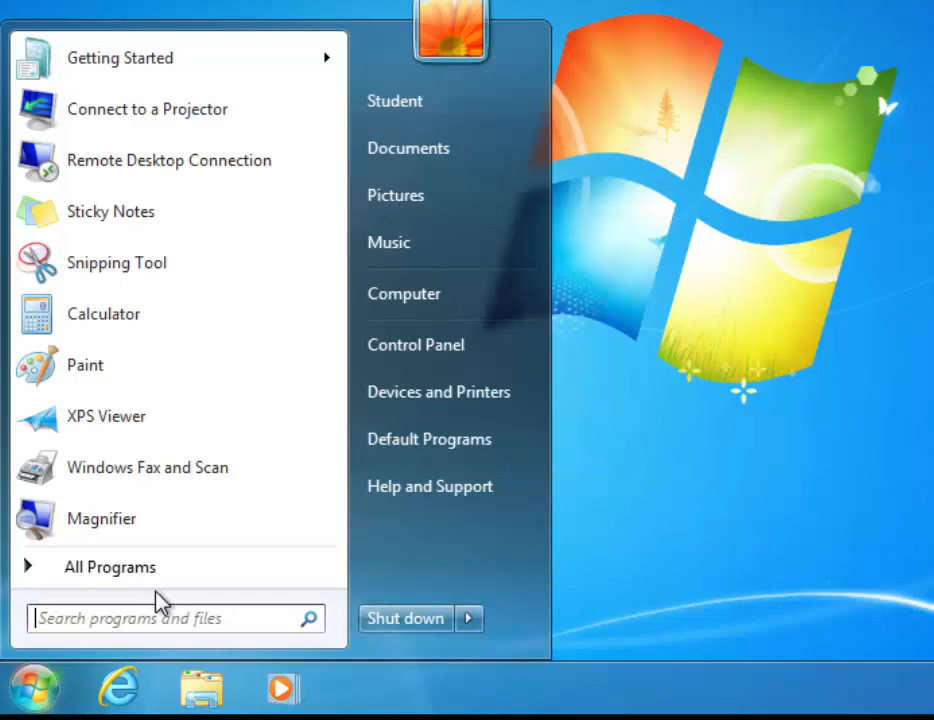 Getting Started
Connect to a Projector
Remote Desktop Connection
Sticky Notes
Snipping Tool
Calculator
Paint
XPS Viewer
Windows Fax and Scan
Magnifier
All Programs
Search programs and files
Student
Documents
Pictures
Music
Computer
Control Panel
Devices and Printers
Default Programs
Help and Support
Shut down